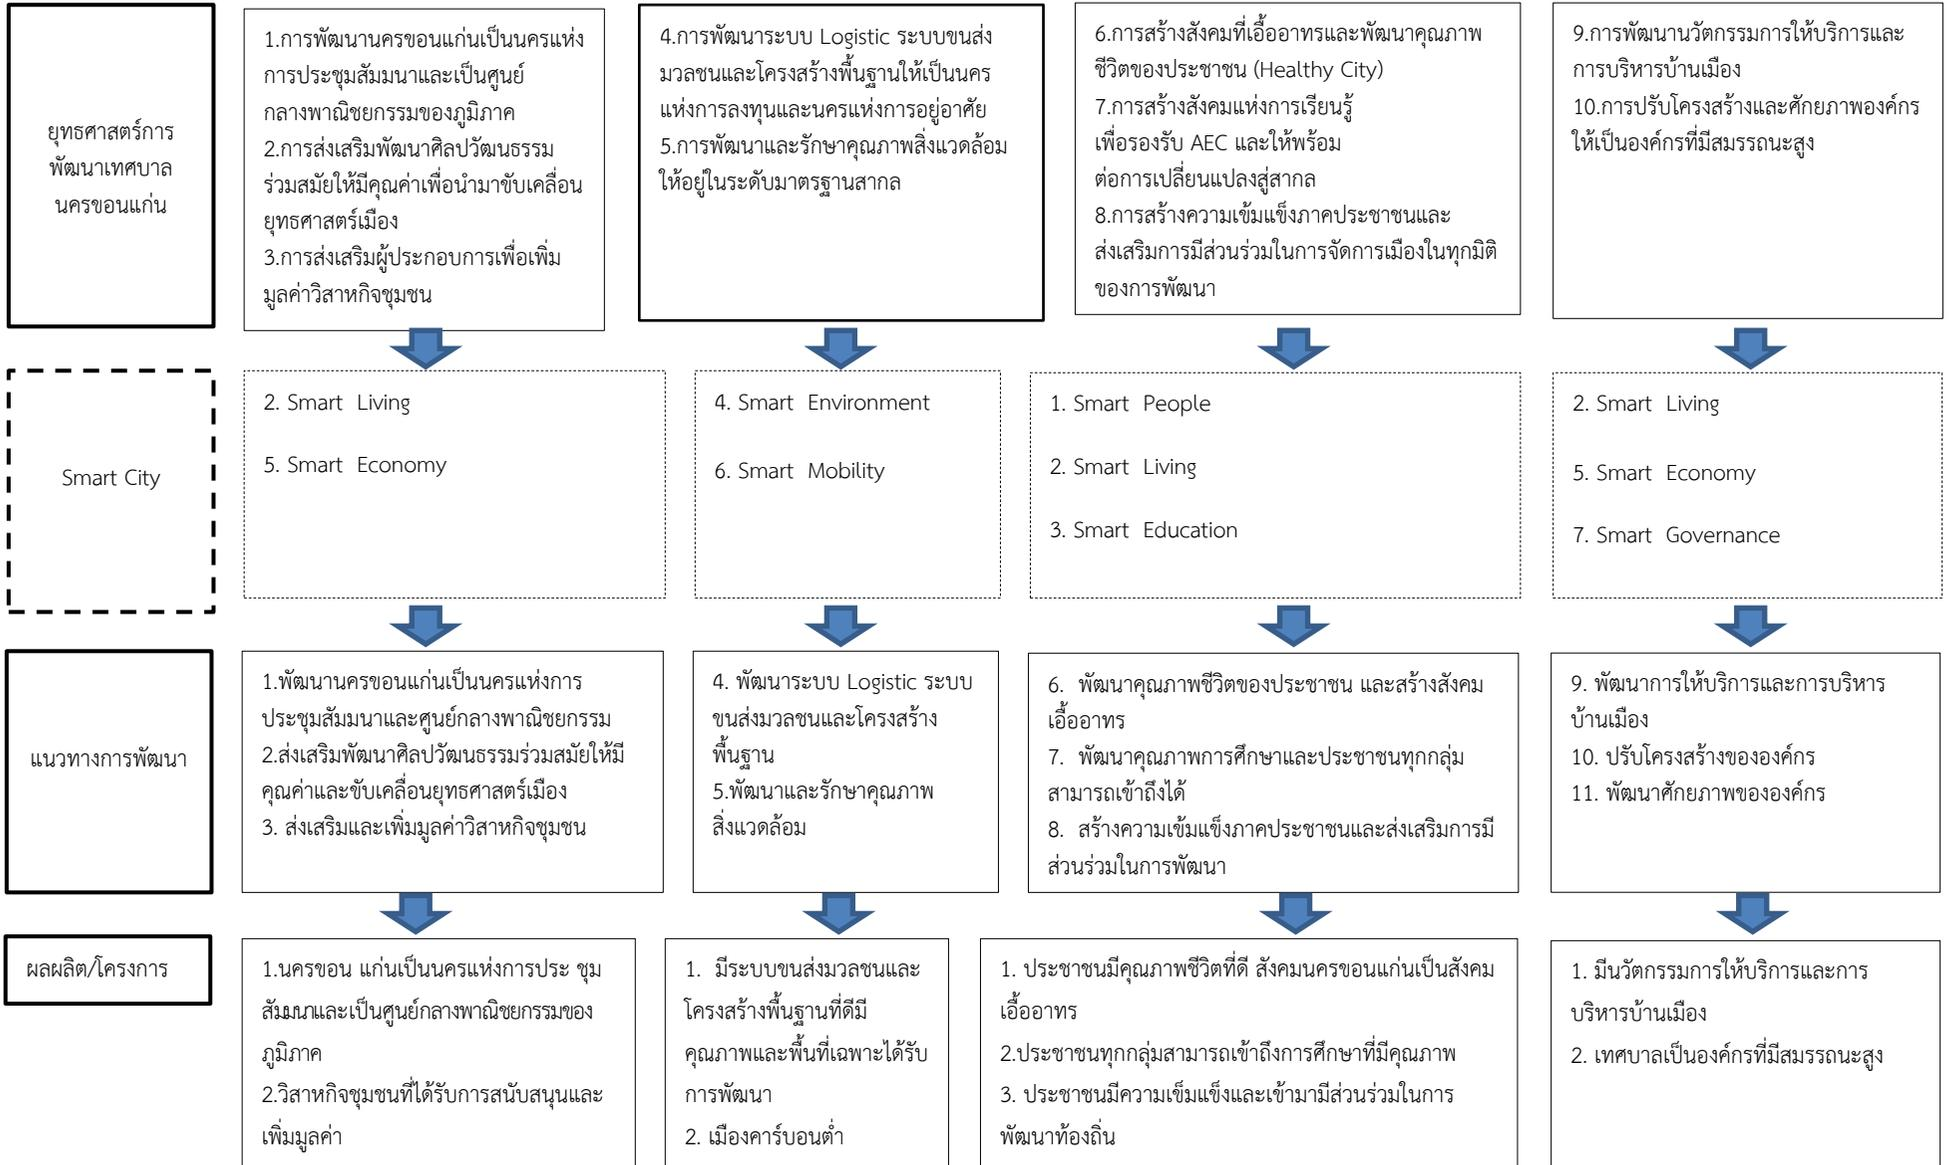 ยุทธศาสตร์การ
พัฒนาเทศบาล
นครขอนแก่น
1.การพัฒนานครขอนแก่นเป็นนครแห่ง
การประชุมสัมมนาและเป็นศูนย์
กลางพาณิชยกรรมของภูมิภาค
2.การส่งเสริมพัฒนาศิลปวัฒนธรรม
ร่วมสมัยให้มีคุณค่าเพื่อนำมาขับเคลื่อน
ยุทธศาสตร์เมือง
3.การส่งเสริมผู้ประกอบการเพื่อเพิ่ม
มูลค่าวิสาหกิจชุมชน
4.การพัฒนาระบบ Logistic ระบบขนส่ง
มวลชนและโครงสร้างพื้นฐานให้เป็นนคร
แห่งการลงทุนและนครแห่งการอยู่อาศัย
5.การพัฒนาและรักษาคุณภาพสิ่งแวดล้อม
ให้อยู่ในระดับมาตรฐานสากล
6.การสร้างสังคมที่เอื้ออาทรและพัฒนาคุณภาพ
ชีวิตของประชาชน (Healthy City)
7.การสร้างสังคมแห่งการเรียนรู้
เพื่อรองรับ AEC และให้พร้อม
ต่อการเปลี่ยนแปลงสู่สากล
8.การสร้างความเข้มแข็งภาคประชาชนและ
ส่งเสริมการมีส่วนร่วมในการจัดการเมืองในทุกมิติ
ของการพัฒนา
9.การพัฒนานวัตกรรมการให้บริการและ
การบริหารบ้านเมือง
10.การปรับโครงสร้างและศักยภาพองค์กร
ให้เป็นองค์กรที่มีสมรรถนะสูง
Smart City
2. Smart Living
5. Smart Economy
4. Smart Environment
6. Smart Mobility
1. Smart People
2. Smart Living
3. Smart Education
2. Smart Living
5. Smart Economy
7. Smart Governance
แนวทางการพัฒนา
1.พัฒนานครขอนแก่นเป็นนครแห่งการ
ประชุมสัมมนาและศูนย์กลางพาณิชยกรรม
2.ส่งเสริมพัฒนาศิลปวัฒนธรรมร่วมสมัยให้มี
คุณค่าและขับเคลื่อนยุทธศาสตร์เมือง
3. ส่งเสริมและเพิ่มมูลค่าวิสาหกิจชุมชน
4. พัฒนาระบบ Logistic ระบบ
ขนส่งมวลชนและโครงสร้าง
พื้นฐาน
5.พัฒนาและรักษาคุณภาพ
สิ่งแวดล้อม
6. พัฒนาคุณภาพชีวิตของประชาชน และสร้างสังคม
เอื้ออาทร
7. พัฒนาคุณภาพการศึกษาและประชาชนทุกกลุ่ม
สามารถเข้าถึงได้
8. สร้างความเข้มแข็งภาคประชาชนและส่งเสริมการมี
ส่วนร่วมในการพัฒนา
9. พัฒนาการให้บริการและการบริหาร
บ้านเมือง
10. ปรับโครงสร้างขององค์กร
11. พัฒนาศักยภาพขององค์กร
ผลผลิต/โครงการ
1.นครขอน แก่นเป็นนครแห่งการประ ชุม
สัมมนาและเป็นศูนย์กลางพาณิชยกรรมของ
ภูมิภาค
2.วิสาหกิจชุมชนที่ได้รับการสนับสนุนและ
เพิ่มมูลค่า
1. มีระบบขนส่งมวลชนและ
โครงสร้างพื้นฐานที่ดีมี
คุณภาพและพื้นที่เฉพาะได้รับ
การพัฒนา
2. เมืองคาร์บอนต่ำ
1. ประชาชนมีคุณภาพชีวิตที่ดี สังคมนครขอนแก่นเป็นสังคม
เอื้ออาทร
2.ประชาชนทุกกลุ่มสามารถเข้าถึงการศึกษาที่มีคุณภาพ
3. ประชาชนมีความเข็มแข็งและเข้ามามีส่วนร่วมในการ
พัฒนาท้องถิ่น
1. มีนวัตกรรมการให้บริการและการ
บริหารบ้านเมือง
2. เทศบาลเป็นองค์กรที่มีสมรรถนะสูง